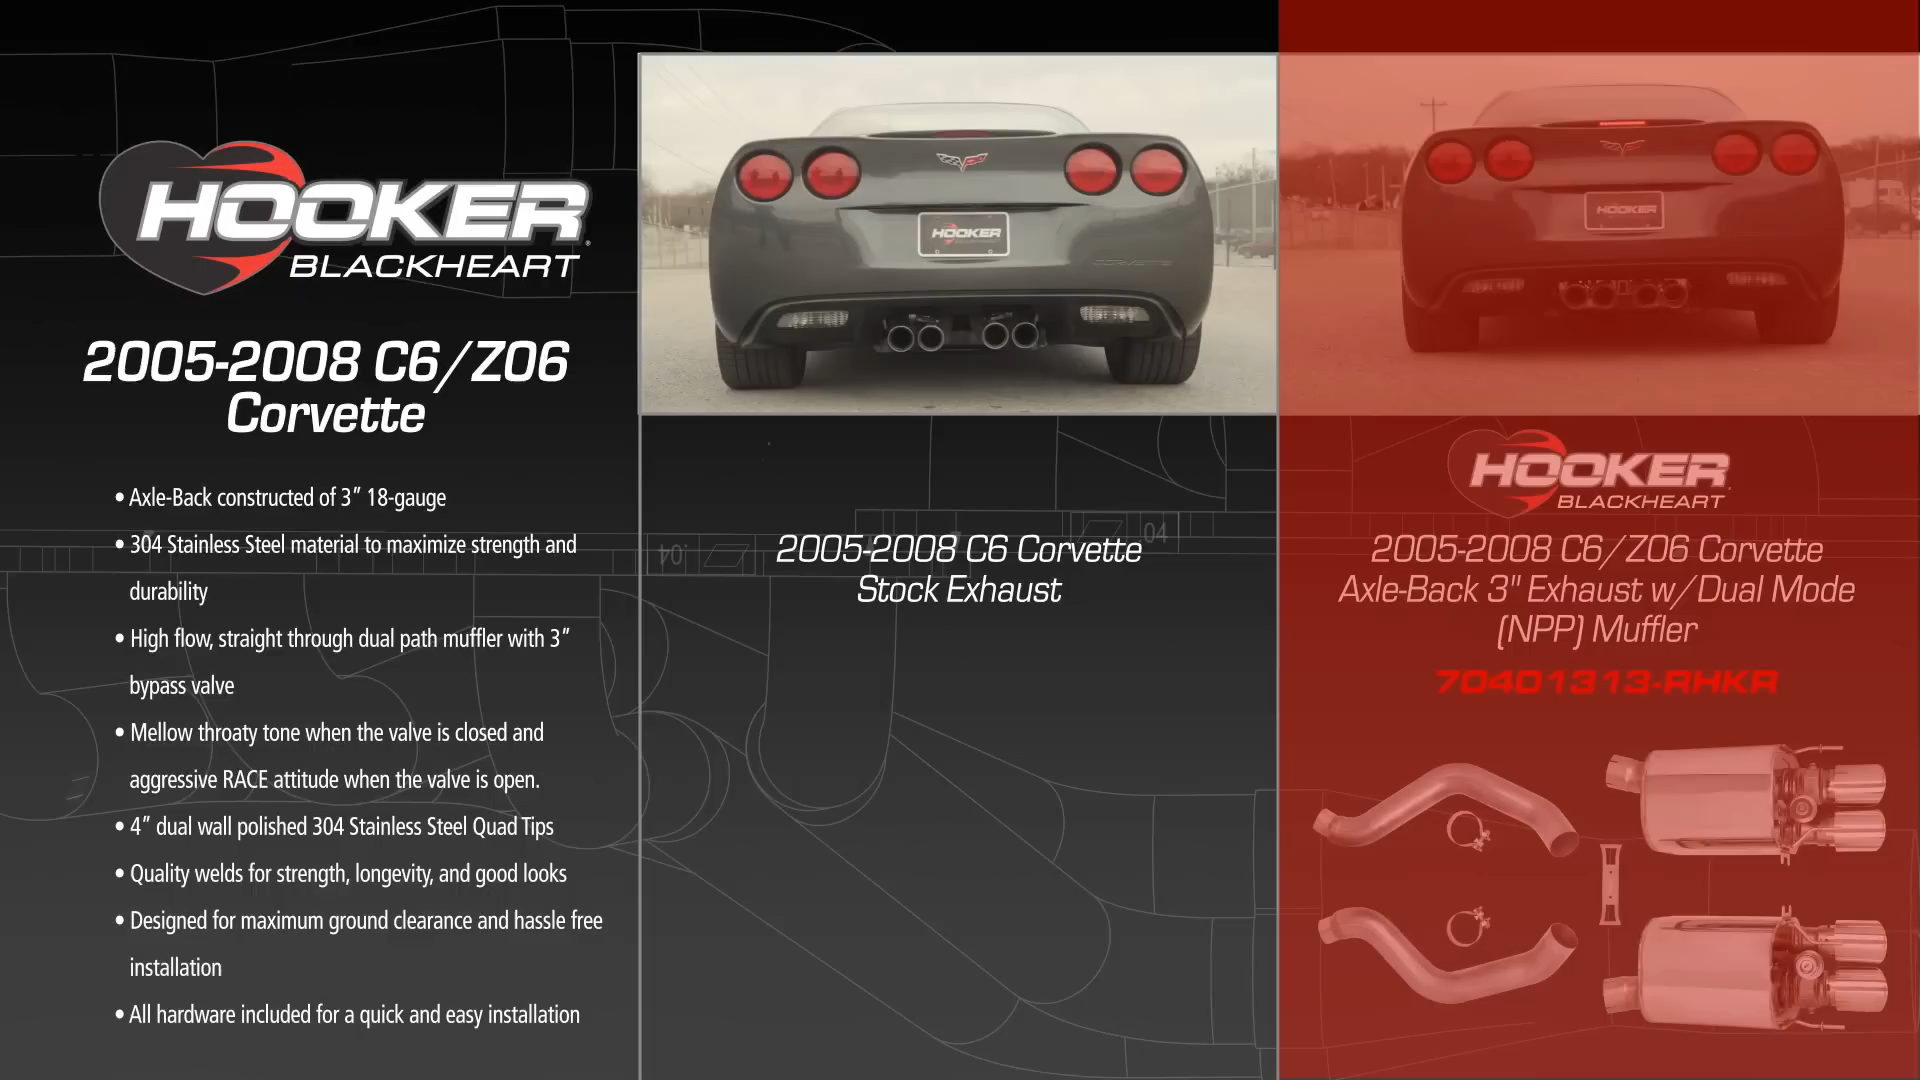 HOOKER
BLACKHEART
2005-2008 C6/Z06
Corvette
• Axle-Back constructed of 3” 18-gauge
• 304 Stainless Steel material to maximize strength and
durability
• High flow, straight through dual path muffler with 3”
bypass valve
• Mellow throaty tone when the valve is closed and
aggressive RACE attitude when the valve is open.
• 4” dual wall polished 304 Stainless Steel Quad Tips
• Quality welds for strength, longevity, and good looks
• Designed for maximum ground clearance and hassle free
installation
• All hardware included for a quick and easy installation
HOOKER
04
2005-2008 C6 Corvette
Stock Exhaust
HOOKER
HOOKER
BLACKHEART
2005-2008 C6/Z06 Corvette
Axle-Back 3" Exhaust w/Dual Mode
(NPP) Muffler
70401313-RHKR